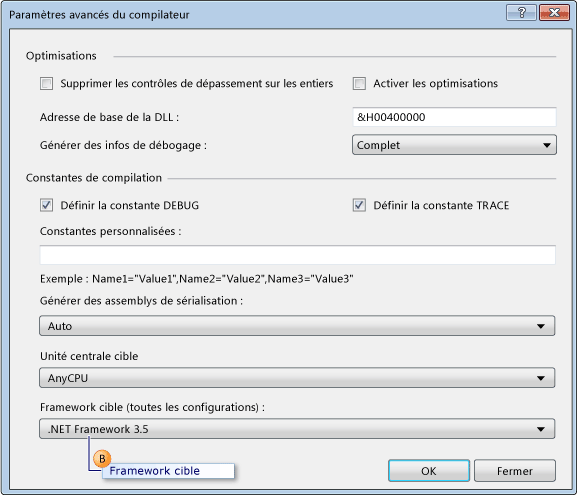 Paramètres avancés du compilateur
Optimisations
Supprimer les contrôles de dépassement sur les entiers
Activer les optimisations
Adresse de base de la DLL :
&H00400000
Générer des infos de débogage :
Complet
Constantes de compilation
Définir la constante DEBUG
Définir la constante TRACE
Constantes personnalisées :
Exemple : Name1="Value1",Name2="Value2",Name3="Value3"
Générer des assemblys de sérialisation :
Auto
Unité centrale cible
AnyCPU
Framework cible (toutes les configurations) :
.NET Framework 3.5
B
Framework cible
OK
Fermer